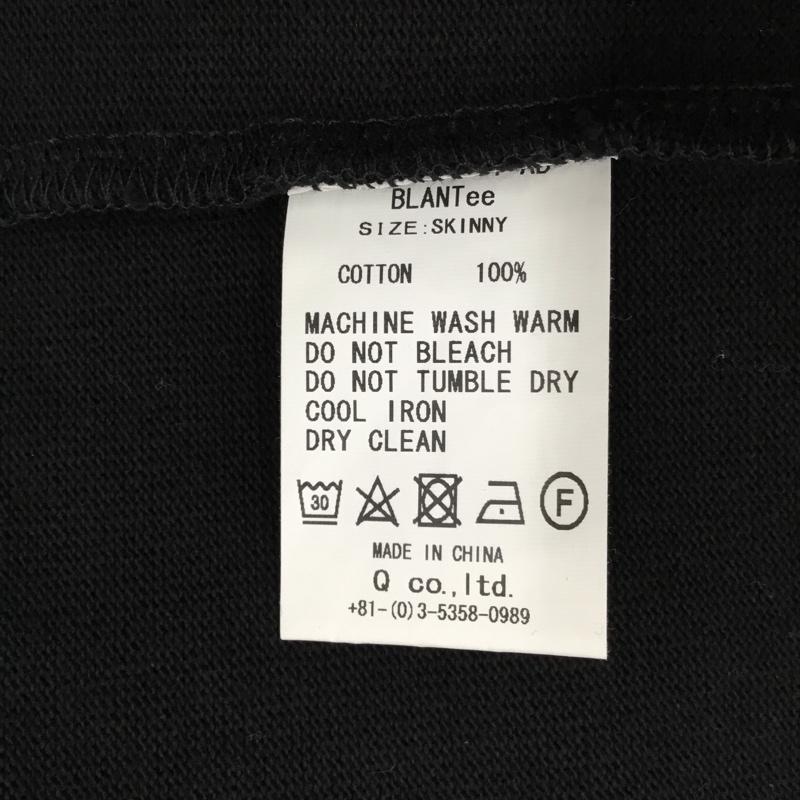 BLANTee
SIZE:SKINNY
COTTON 100%
MACHINE WASH WARM
DO NOT BLEACH
DO NOT TUMBLE DRY
COOL IRON
DRY CLEAN
30 F
MADE IN CHINA
Q co.,ltd.
+81-(0)3-5358-0989